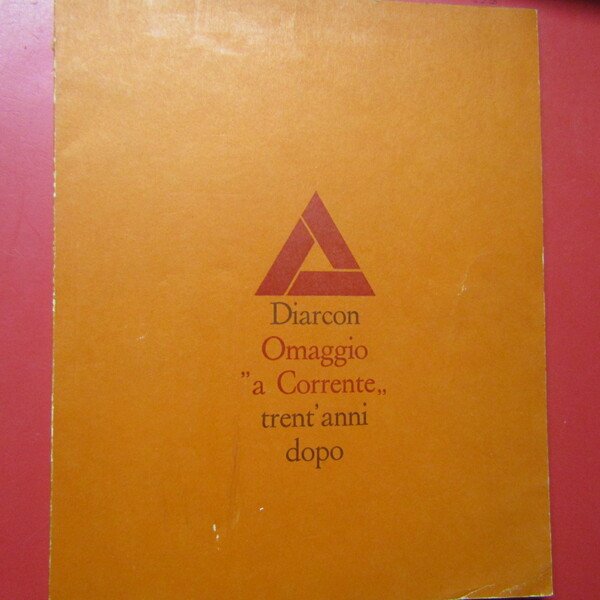 Diarcon
Omaggio
”a Corrente„
trent'anni
dopo